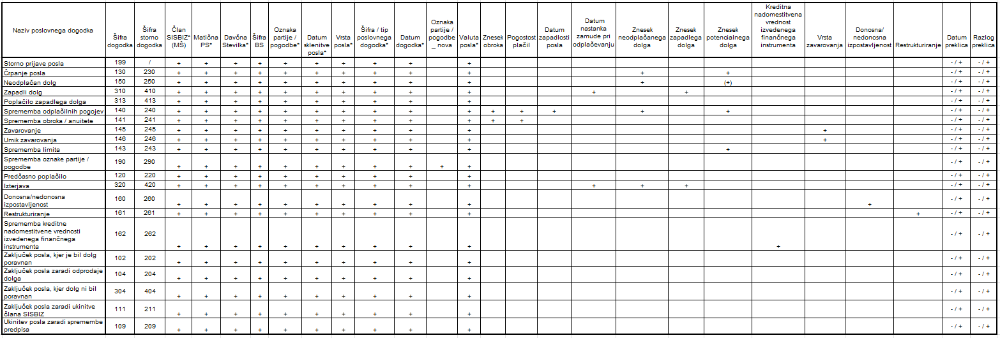 Naziv poslovnega dogodka | Šifra dogodka | Šifra storno dogodka | Član SISBIZ* (MŠ) | Matična PS* | Davčna Številka* | Šifra BS | Oznaka partije / pogodbe* | Datum sklenitve posla* | Vrsta posla* | Šifra / tip poslovnega dogodka* | Datum dogodka* | Oznaka partije / pogodbe _ nova | Valuta posla* | Znesek obroka | Pogostost plačil | Datum zapadlosti posla | Datum nastanka zamude pri odplačevanju | Znesek neodplačanega dolga | Znesek zapadlega dolga | Znesek potencialnega dolga | Kreditna nadomestitvena vrednost izvedenega finančnega instrumenta | Vrsta zavarovanja | Donosna/ nedonosna izpostavljenost | Restrukturiranje | Datum preklica | Razlog preklica
Storno prijave posla | 199 | / | + | + | + | + | + | + | + | + | + | | + | | | | | | | | | | | | - / + | - / +
Črpanje posla | 130 | 230 | + | + | + | + | + | + | + | + | + | | + | | | | | + | | + | | | | | - / + | - / +
Neodplačan dolg | 150 | 250 | + | + | + | + | + | + | + | + | + | | + | | | | | + | | (+) | | | | | - / + | - / +
Zapadli dolg | 310 | 410 | + | + | + | + | + | + | + | + | + | | + | | | | + | | + | | | | | | - / + | - / +
Poplačilo zapadlega dolga | 313 | 413 | + | + | + | + | + | + | + | + | + | | + | | | | | | | | | | | | - / + | - / +
Sprememba odplačilnih pogojev | 140 | 240 | + | + | + | + | + | + | + | + | + | | + | + | + | + | | + | | + | | | | | - / + | - / +
Sprememba obroka / anuitete | 141 | 241 | + | + | + | + | + | + | + | + | + | | + | + | + | | | | | | | | | | - / + | - / +
Zavarovanje | 145 | 245 | + | + | + | + | + | + | + | + | + | | + | | | | | | | | | + | | | - / + | - / +
Umik zavarovanja | 146 | 246 | + | + | + | + | + | + | + | + | + | | + | | | | | | | | | + | | | - / + | - / +
Sprememba limita | 143 | 243 | + | + | + | + | + | + | + | + | + | | + | | | | | | | + | | | | | - / + | - / +
Sprememba oznake partije / pogodbe | 190 | 290 | + | + | + | + | + | + | + | + | + | + | + | | | | | | | | | | | | - / + | - / +
Predčasno poplačilo | 120 | 220 | + | + | + | + | + | + | + | + | + | | + | | | | | | | | | | | | - / + | - / +
Izterjava | 320 | 420 | + | + | + | + | + | + | + | + | + | | + | | | | + | + | + | | | | | | - / + | - / +
Donosna/nedonosna izpostavljenost | 160 | 260 | + | + | + | + | + | + | + | + | + | | + | | | | | | | | | | + | | - / + | - / +
Restrukturiranje | 161 | 261 | + | + | + | + | + | + | + | + | + | | + | | | | | | | | | | | + | - / + | - / +
Sprememba kreditne nadomestitvene vrednosti izvedenega finančnega instrumenta | 162 | 262 | + | + | + | + | + | + | + | + | + | | + | | | | | | | | + | | | | - / + | - / +
Zaključek posla, kjer je bil dolg poravnan | 102 | 202 | + | + | + | + | + | + | + | + | + | | + | | | | | | | | | | | | - / + | - / +
Zaključek posla zaradi odprodaje dolga | 104 | 204 | + | + | + | + | + | + | + | + | + | | + | | | | | | | | | | | | - / + | - / +
Zaključek posla, kjer dolg ni bil poravnan | 304 | 404 | + | + | + | + | + | + | + | + | + | | + | | | | | | | | | | | | - / + | - / +
Zaključek posla zaradi ukinitve člana SISBIZ | 111 | 211 | + | + | + | + | + | + | + | + | + | | + | | | | | | | | | | | | - / + | - / +
Ukinitev posla zaradi spremembe predpisa | 109 | 209 | + | + | + | + | + | + | + | + | + | | + | | | | | | | | | | | | - / + | - / +